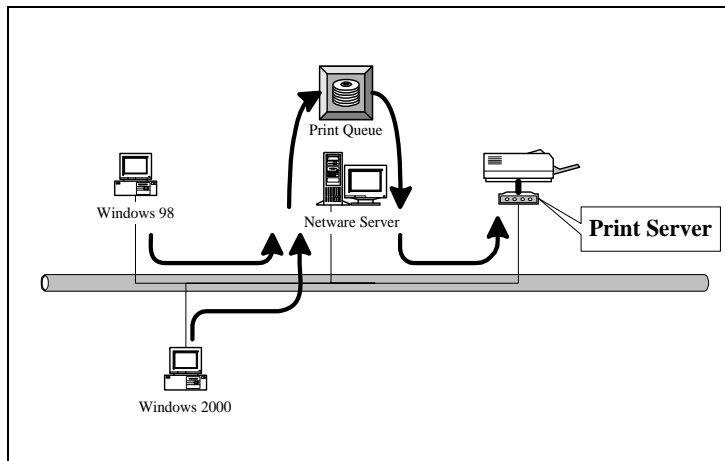 Print Queue
Windows 98
Netware Server
Print Server
Windows 2000